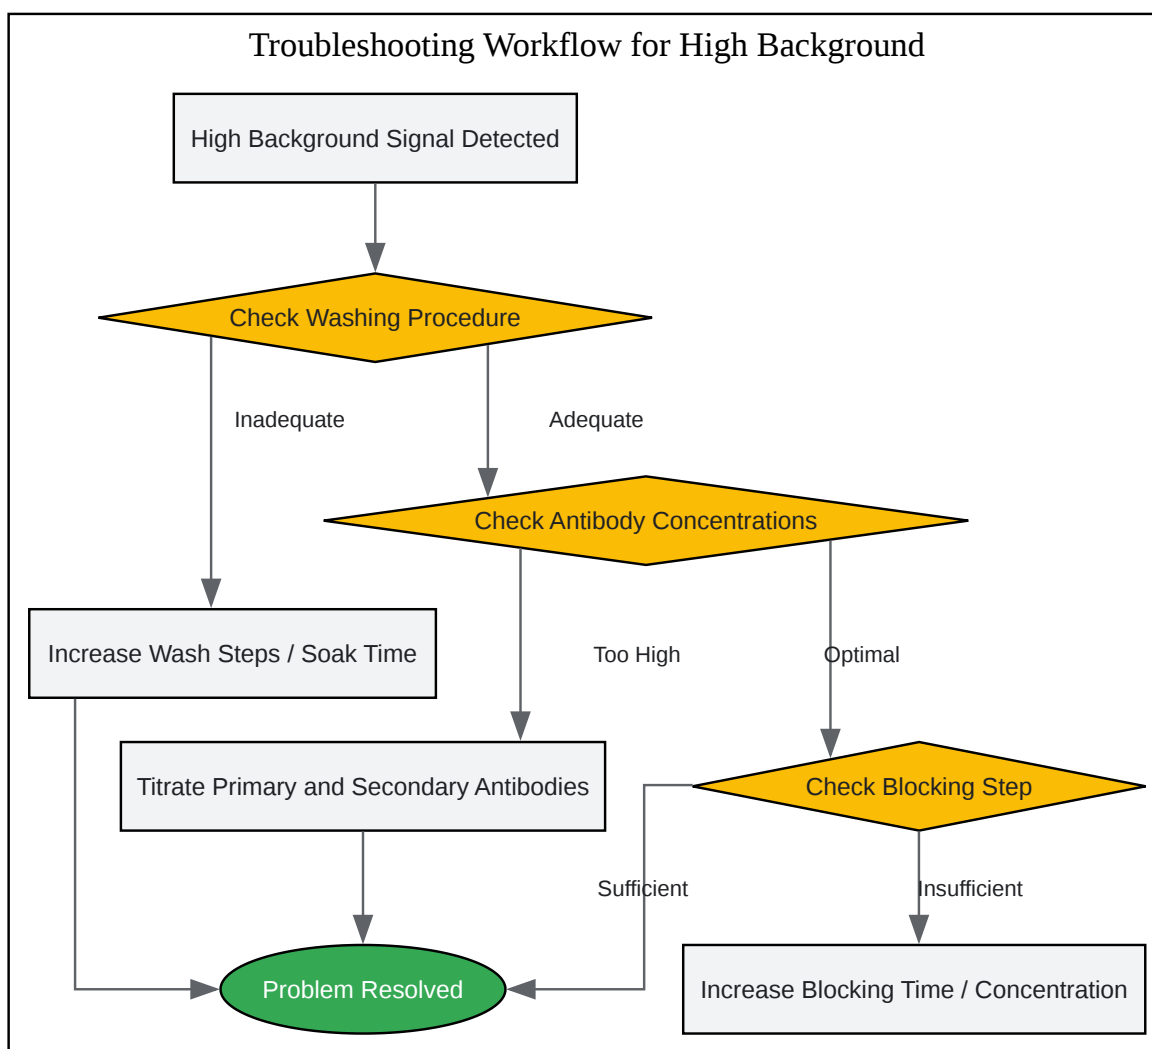 Troubleshooting Workflow for High Background
High Background Signal Detected
Check Washing Procedure
Inadequate
Adequate
Check Antibody Concentrations
Increase Wash Steps / Soak Time
Too High
Optimal
Titrate Primary and Secondary Antibodies
Check Blocking Step
Sufficient
Insufficient
Problem Resolved
Increase Blocking Time / Concentration